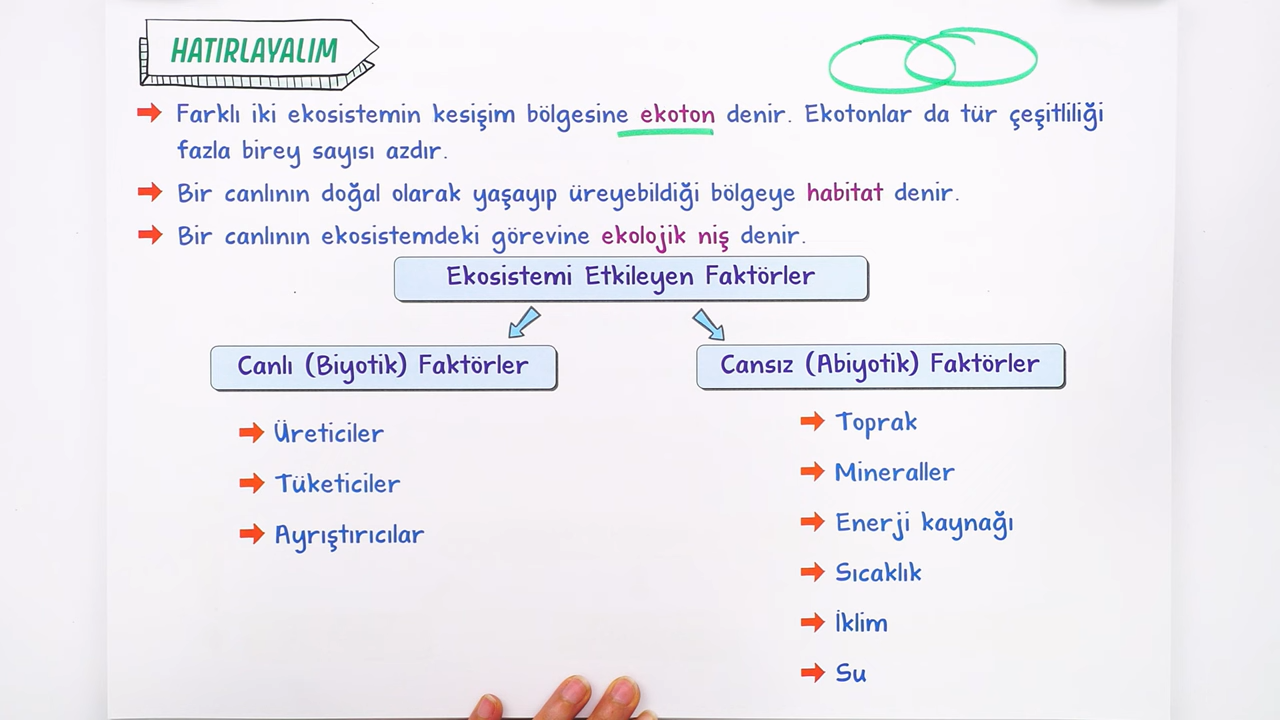 HATIRLAYALIM
Farklı iki ekosistemin kesişim bölgesine ekoton denir. Ekotonlar da tür çeşitliliği
fazla birey sayısı azdır.
Bir canlının doğal olarak yaşayıp üreyebildiği bölgeye habitat denir.
Bir canlının ekosistemdeki görevine ekolojik niş denir.
Ekosistemi Etkileyen Faktörler
Canlı (Biyotik) Faktörler
Üreticiler
Tüketiciler
Ayrıştırıcılar
Cansız (Abiyotik) Faktörler
Toprak
Mineraller
Enerji kaynağı
Sıcaklık
İklim
Su